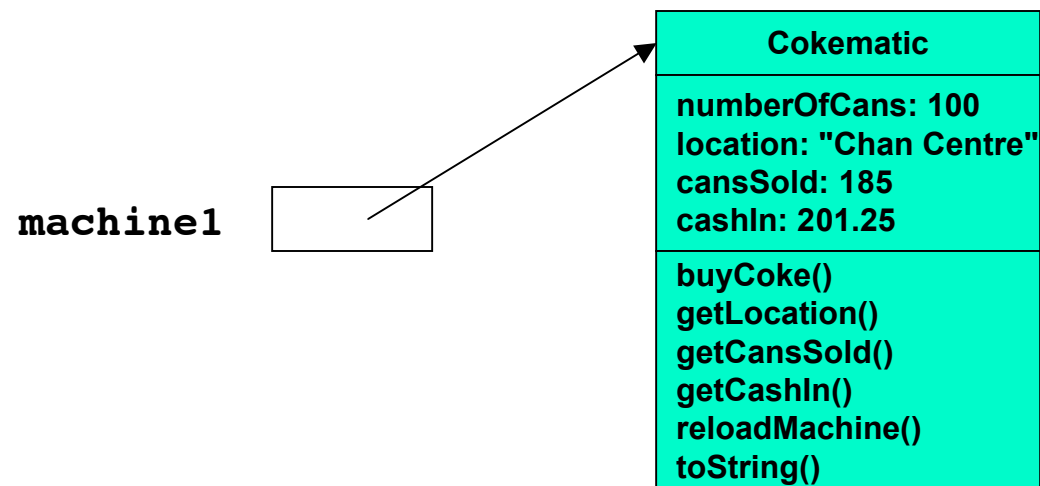 machine1
Cokematic
numberOfCans: 100
location: "Chan Centre"
cansSold: 185
cashIn: 201.25
buyCoke()
getLocation()
getCansSold()
getCashIn()
reloadMachine()
toString()